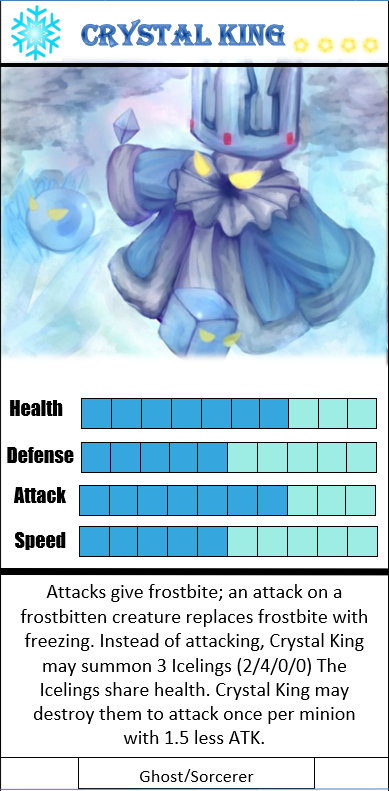 CRYSTAL KING
Health
Defense
Attack
Speed
Attacks give frostbite; an attack on a
frostbitten creature replaces frostbite with
freezing. Instead of attacking, Crystal King
may summon 3 Icelings (2/4/0/0) The
Icelings share health. Crystal King may
destroy them to attack once per minion
with 1.5 less ATK.
Ghost/Sorcerer